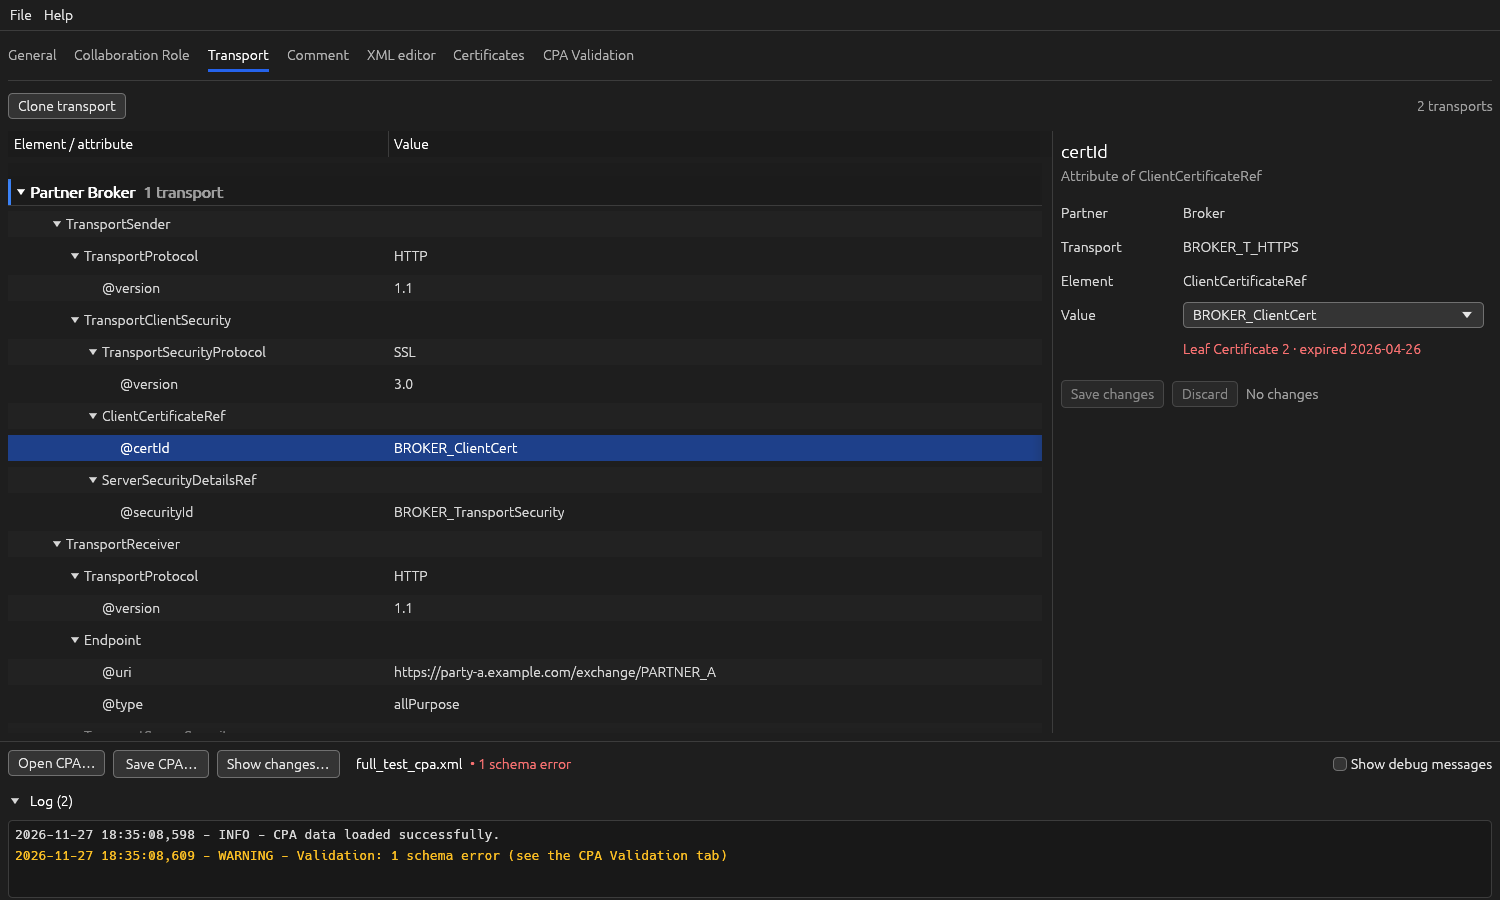 File Help
General Collaboration Role Transport Comment XML editor Certificates CPA Validation
Clone transport 2 transports
Element / attribute Value
Partner Broker 1 transport
TransportSender
TransportProtocol HTTP
@version 1.1
TransportClientSecurity
TransportSecurityProtocol SSL
@version 3.0
ClientCertificateRef
@certId BROKER_ClientCert
ServerSecurityDetailsRef
@securityId BROKER_TransportSecurity
TransportReceiver
TransportProtocol HTTP
@version 1.1
Endpoint
@uri https://party-a.example.com/exchange/PARTNER_A
@type allPurpose
certId
Attribute of ClientCertificateRef
Partner Broker
Transport BROKER_T_HTTPS
Element ClientCertificateRef
Value BROKER_ClientCert
Leaf Certificate 2 · expired 2026-04-26
Save changes Discard No changes
Open CPA... Save CPA... Show changes... full_test_cpa.xml • 1 schema error Show debug messages
Log (2)
2026-11-27 18:35:08,598 - INFO - CPA data loaded successfully.
2026-11-27 18:35:08,609 - WARNING - Validation: 1 schema error (see the CPA Validation tab)